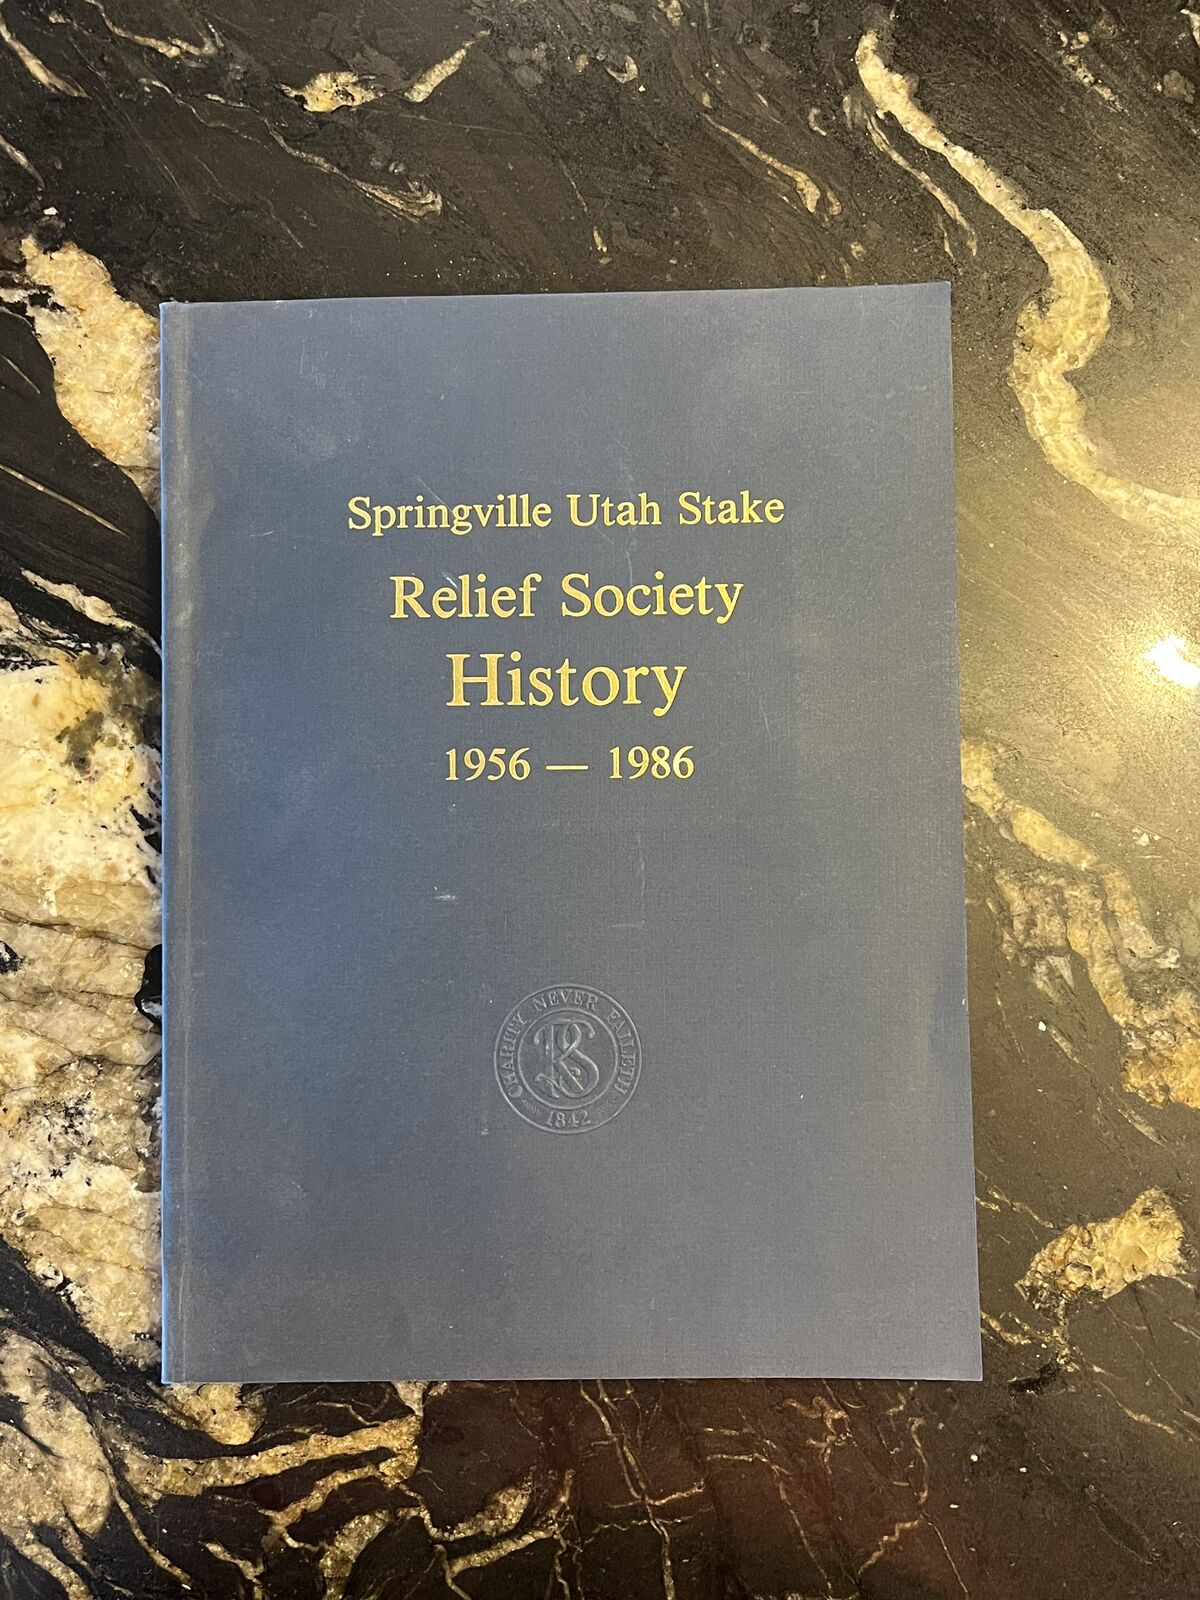 Springville Utah Stake
Relief Society
History
1956 — 1986
CHARITY NEVER FAILETH
RS
1842